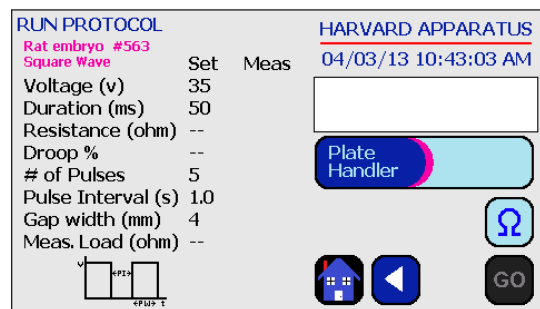 RUN PROTOCOL
Rat embryo #563
Square Wave
Set Meas
Voltage (v) 35
Duration (ms) 50
Resistance (ohm) --
Droop % --
# of Pulses 5
Pulse Interval (s) 1.0
Gap width (mm) 4
Meas. Load (ohm) --
V
←PI→
←PW→ t
HARVARD APPARATUS
04/03/13 10:43:03 AM
Plate
Handler
Ω
GO